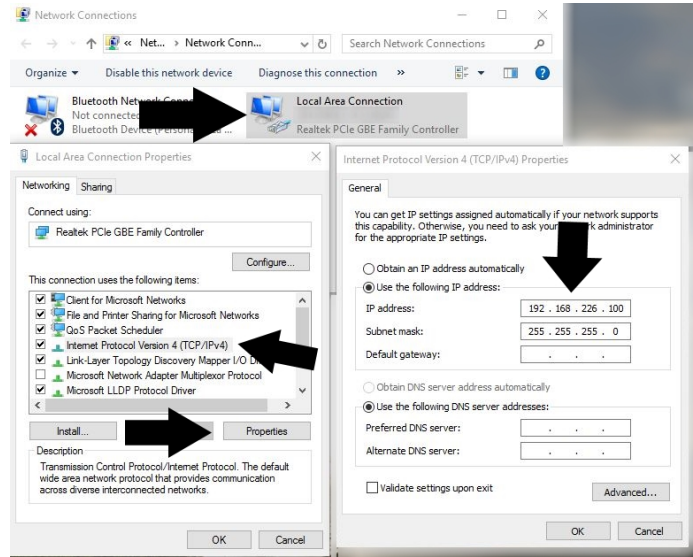 Network Connections
Net... > Network Conn...
Search Network Connections
Organize
Disable this network device
Diagnose this connection
»
Bluetooth Network
Not connected
Bluetooth Device
Local Area Connection
Realtek PCIe GBE Family Controller
Local Area Connection Properties
Networking
Sharing
Connect using:
Realtek PCIe GBE Family Controller
Configure...
This connection uses the following items:
Client for Microsoft Networks
File and Printer Sharing for Microsoft Networks
QoS Packet Scheduler
Internet Protocol Version 4 (TCP/IPv4)
Link-Layer Topology Discovery Mapper I/O
Microsoft Network Adapter Multiplexor Protocol
Microsoft LLDP Protocol Driver
Install...
Properties
Description
Transmission Control Protocol/Internet Protocol. The default
wide area network protocol that provides communication
across diverse interconnected networks.
OK
Cancel
Internet Protocol Version 4 (TCP/IPv4) Properties
General
You can get IP settings assigned automatically if your network supports
this capability. Otherwise, you need to ask your administrator
for the appropriate IP settings.
Obtain an IP address automatically
Use the following IP address:
IP address:
192 . 168 . 226 . 100
Subnet mask:
255 . 255 . 255 . 0
Default gateway:
. . .
Obtain DNS server address automatically
Use the following DNS server addresses:
Preferred DNS server:
. . .
Alternate DNS server:
. . .
Validate settings upon exit
Advanced...
OK
Cancel